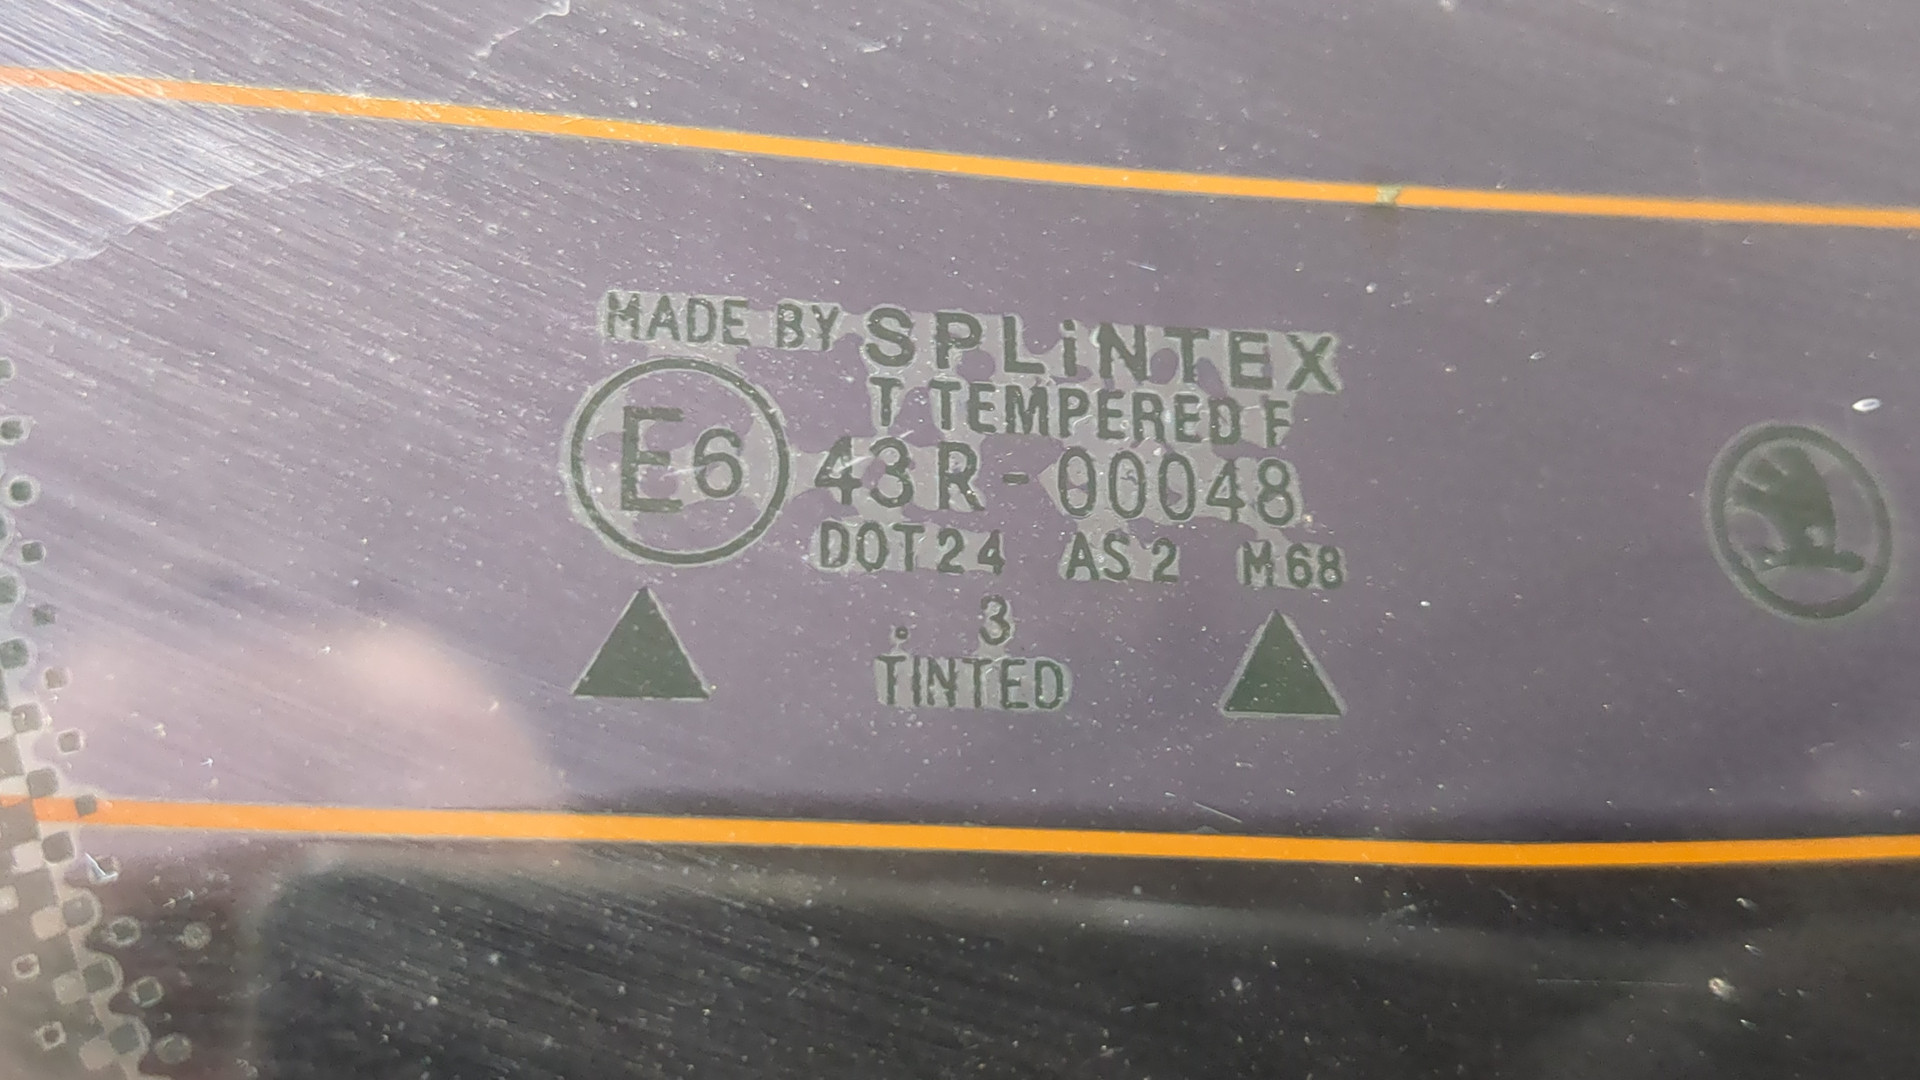 MADE BY SPLiNTEX
T TEMPERED F
E6 43R-00048
DOT24 AS2 M68
. 3
TINTED